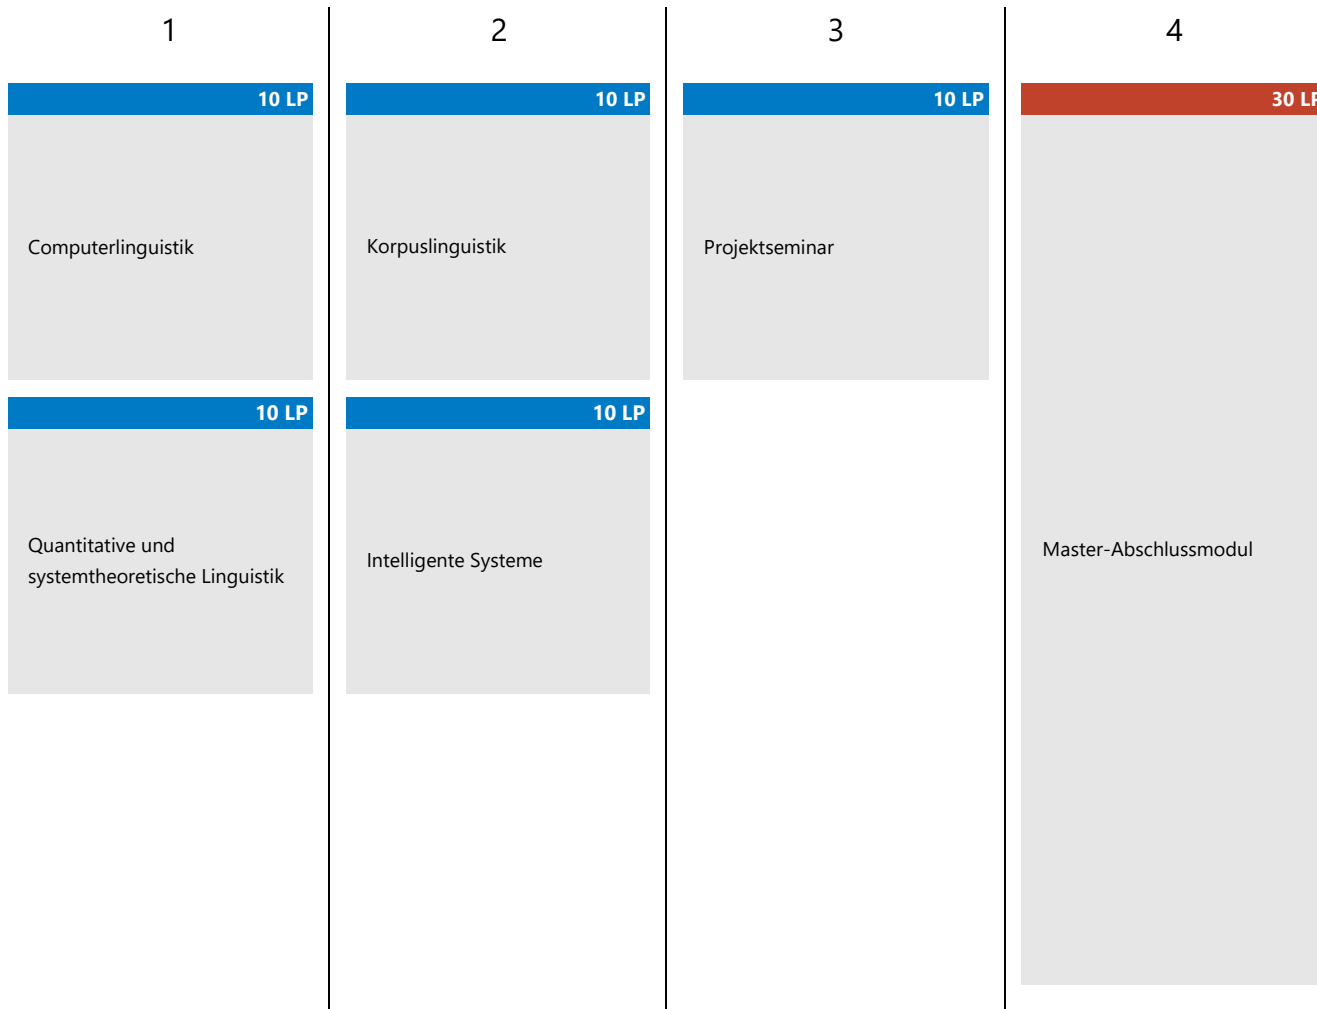 1
2
3
4
10 LP
10 LP
10 LP
30 LP
Computerlinguistik
Korpuslinguistik
Projektseminar
10 LP
10 LP
Quantitative und
systemtheoretische Linguistik
Intelligente Systeme
Master-Abschlussmodul